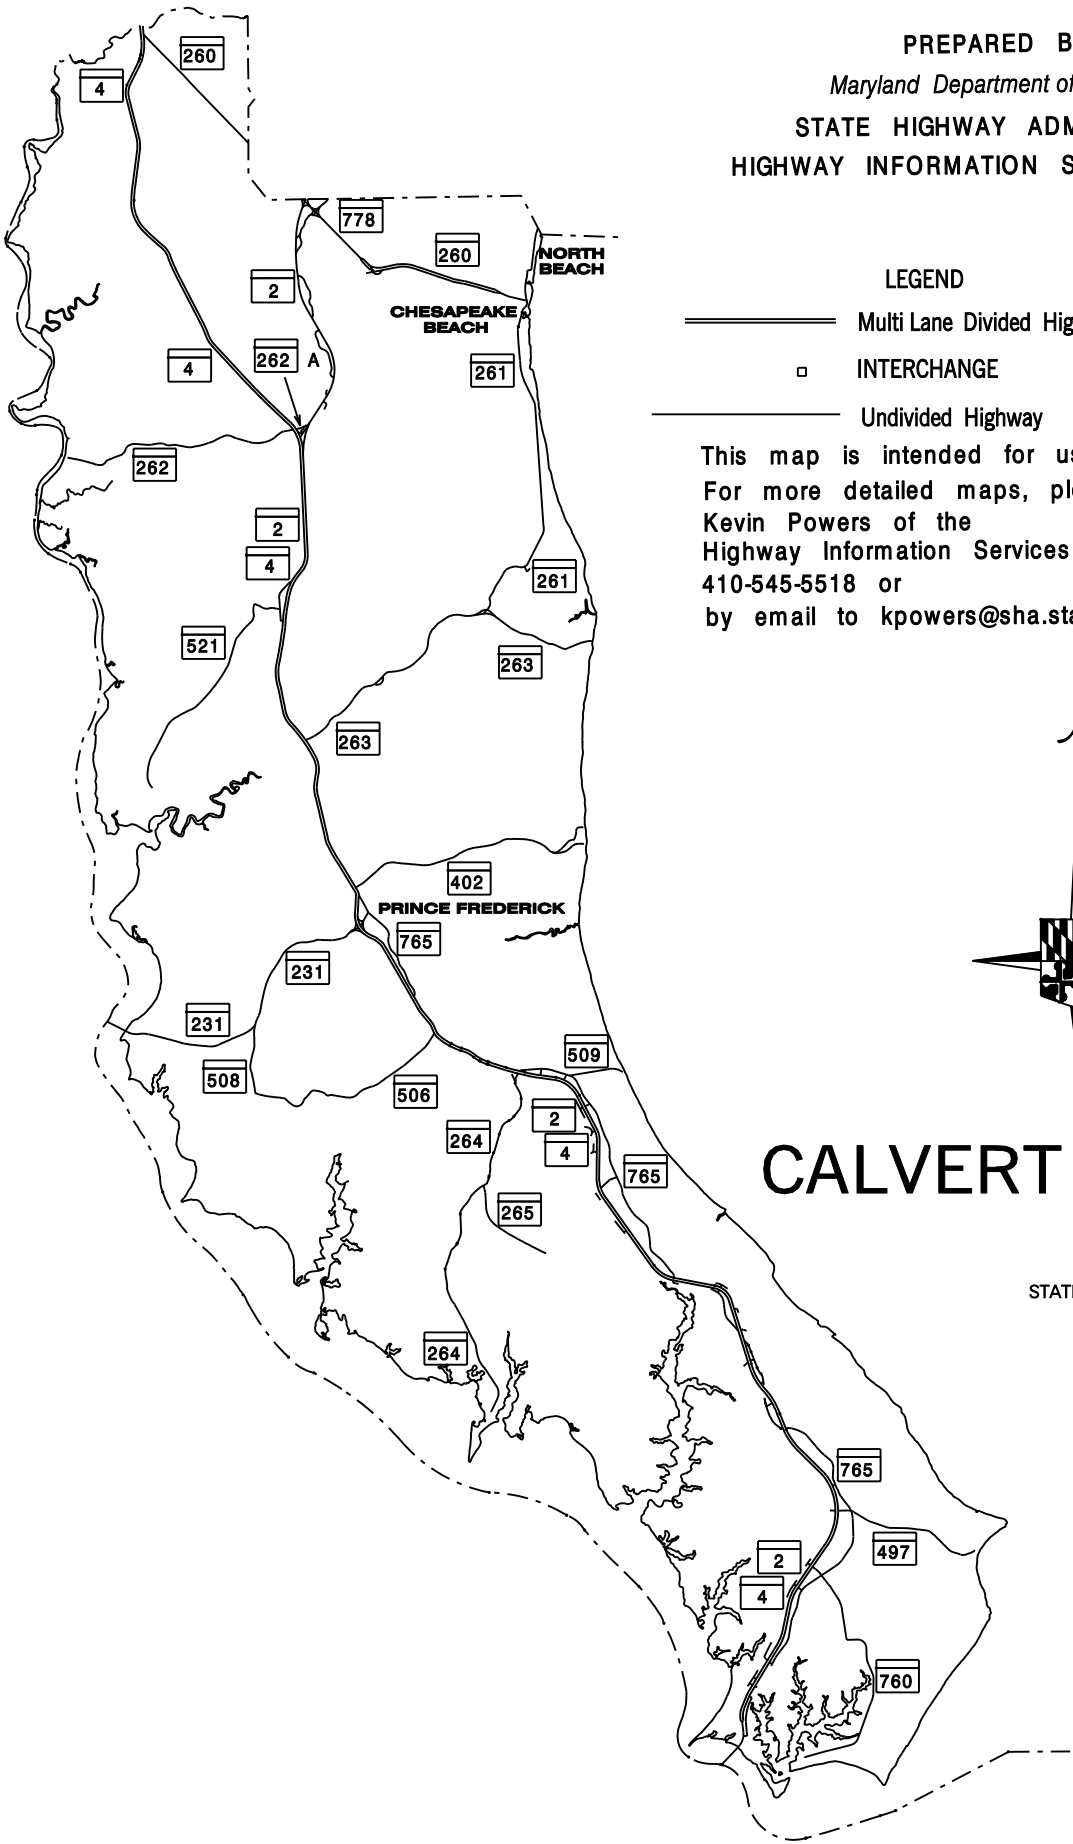 PREPARED B
Maryland Department of
STATE HIGHWAY ADM
HIGHWAY INFORMATION S
260
4
778
260
NORTH
BEACH
2
LEGEND
CHESAPEAKE
BEACH
Multi Lane Divided Hig
4
262 A
261
INTERCHANGE
Undivided Highway
262
This map is intended for us
For more detailed maps, ple
Kevin Powers of the
Highway Information Services
410-545-5518 or
by email to kpowers@sha.sta
2
4
261
521
263
263
402
PRINCE FREDERICK
765
231
231
509
508
506
2
264
4
CALVERT
765
265
STATE
264
765
497
2
4
760